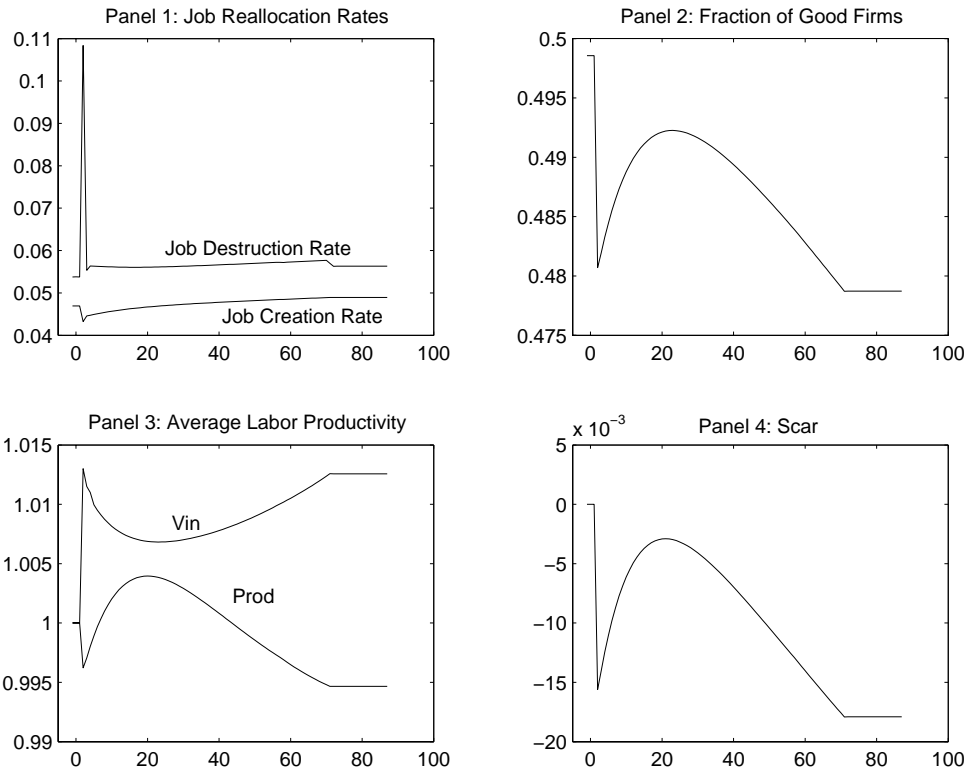 Panel 1: Job Reallocation Rates
0.11
0.1
0.09
0.08
0.07
0.06
0.05
0.04
Job Destruction Rate
Job Creation Rate
0 20 40 60 80 100
Panel 2: Fraction of Good Firms
0.5
0.495
0.49
0.485
0.48
0.475
0 20 40 60 80 100
Panel 3: Average Labor Productivity
1.015
1.01
1.005
1
0.995
0.99
Vin
Prod
0 20 40 60 80 100
Panel 4: Scar
x 10⁻³
5
0
−5
−10
−15
−20
0 20 40 60 80 100